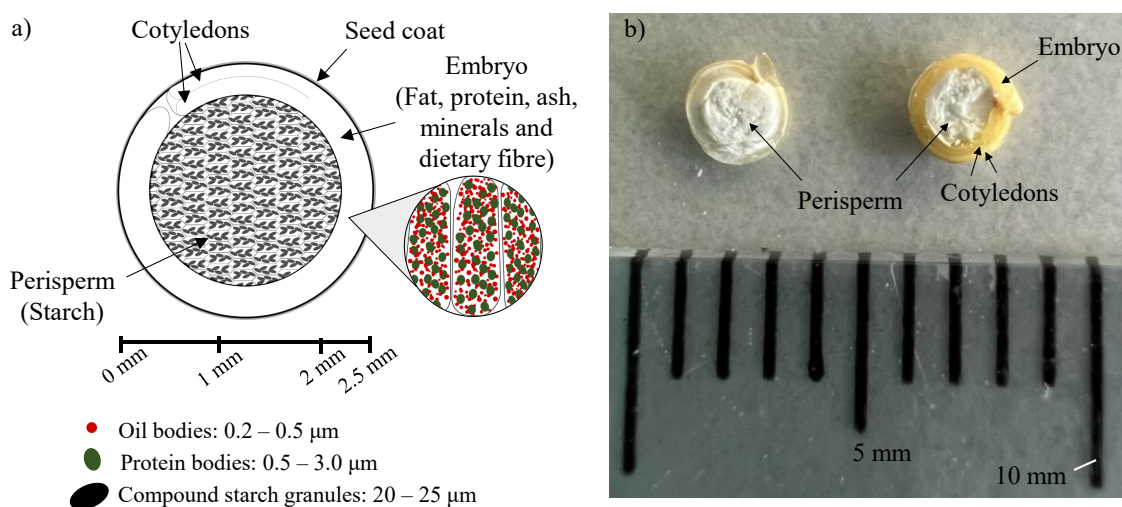 a)
Cotyledons
Seed coat
Embryo
(Fat, protein, ash,
minerals and
dietary fibre)
Perisperm
(Starch)
0 mm
1 mm
2 mm
2.5 mm
Oil bodies: 0.2 – 0.5 μm
Protein bodies: 0.5 – 3.0 μm
Compound starch granules: 20 – 25 μm
b)
Embryo
Perisperm
Cotyledons
5 mm
10 mm